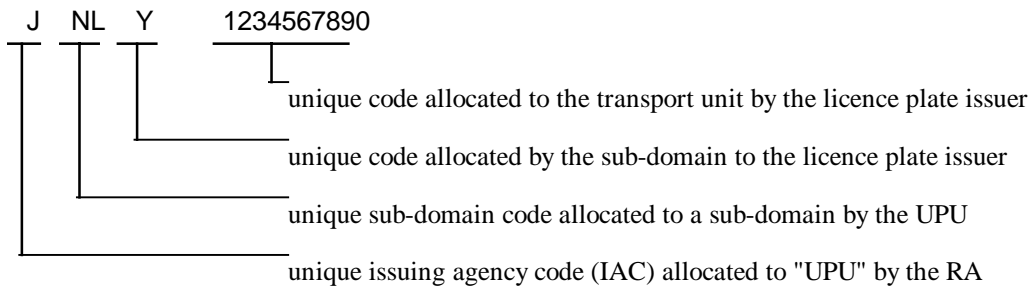 J NL Y 1234567890
unique code allocated to the transport unit by the licence plate issuer
unique code allocated by the sub-domain to the licence plate issuer
unique sub-domain code allocated to a sub-domain by the UPU
unique issuing agency code (IAC) allocated to "UPU" by the RA